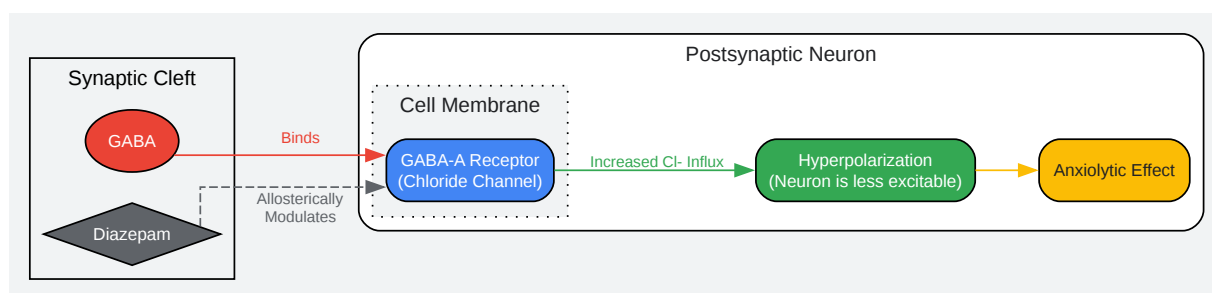 Synaptic Cleft
GABA
Diazepam
Binds
Allosterically
Modulates
Postsynaptic Neuron
Cell Membrane
GABA-A Receptor
(Chloride Channel)
Increased Cl- Influx
Hyperpolarization
(Neuron is less excitable)
Anxiolytic Effect